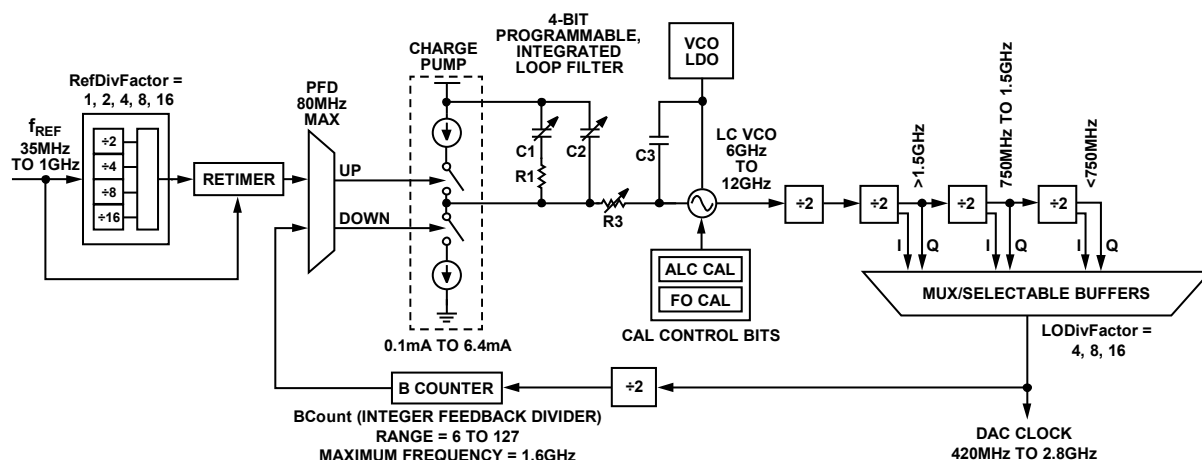 4-BIT
PROGRAMMABLE,
INTEGRATED
LOOP FILTER
CHARGE
PUMP
VCO
LDO
RefDivFactor =
1, 2, 4, 8, 16
PFD
80MHz
MAX
fREF
35MHz
TO 1GHz
÷2
÷4
÷8
÷16
RETIMER
UP
DOWN
C1
R1
C2
R3
C3
LC VCO
6GHz
TO
12GHz
÷2
÷2
>1.5GHz
÷2
750MHz TO 1.5GHz
÷2
<750MHz
I
Q
I
Q
I
Q
ALC CAL
FO CAL
CAL CONTROL BITS
MUX/SELECTABLE BUFFERS
LODivFactor =
4, 8, 16
0.1mA TO 6.4mA
B COUNTER
÷2
BCount (INTEGER FEEDBACK DIVIDER)
RANGE = 6 TO 127
MAXIMUM FREQUENCY = 1.6GHz
DAC CLOCK
420MHz TO 2.8GHz